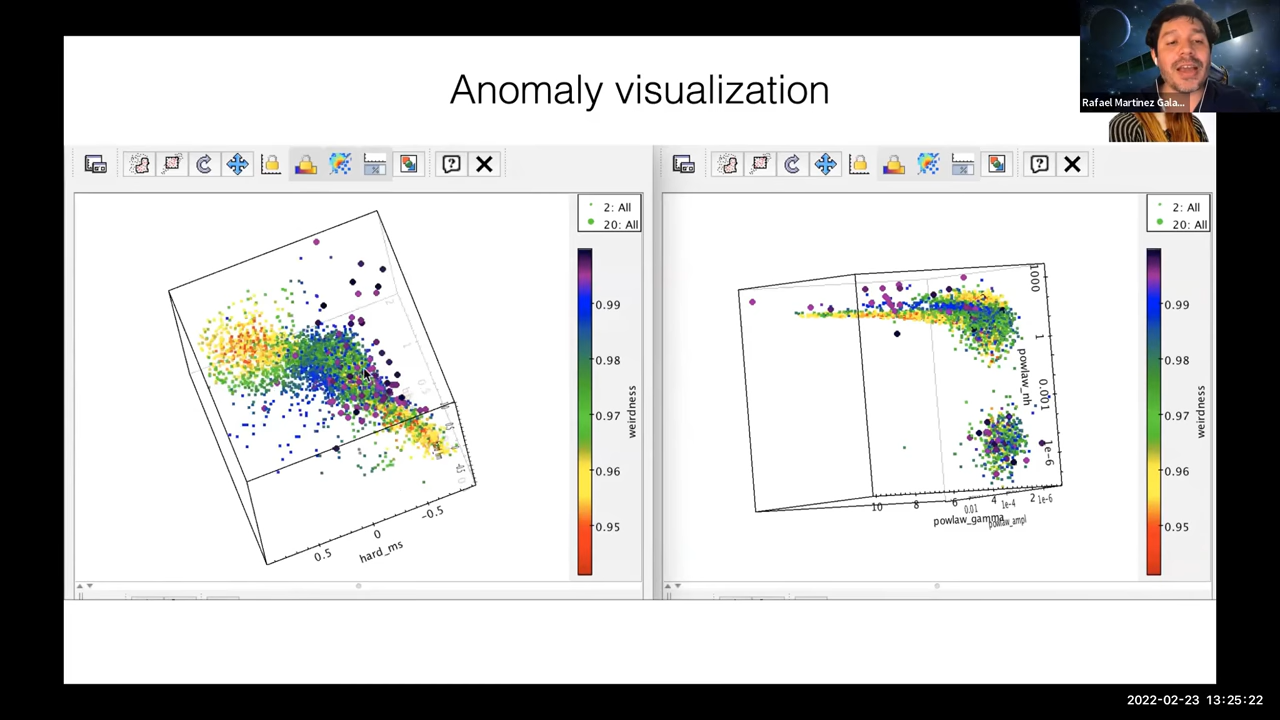 Anomaly visualization
Rafael Martinez Gala...
2: All
20: All
0.99
0.98
0.97
0.96
0.95
weirdness
0.5
0
-0.5
hard_ms
2: All
20: All
0.99
0.98
0.97
0.96
0.95
weirdness
1000
1
0.001
1e-6
powlaw_nh
10
8
6
4
2
0.01
1e-4
1e-6
powlaw_gamma
powlaw_ampl
2022-02-23 13:25:22